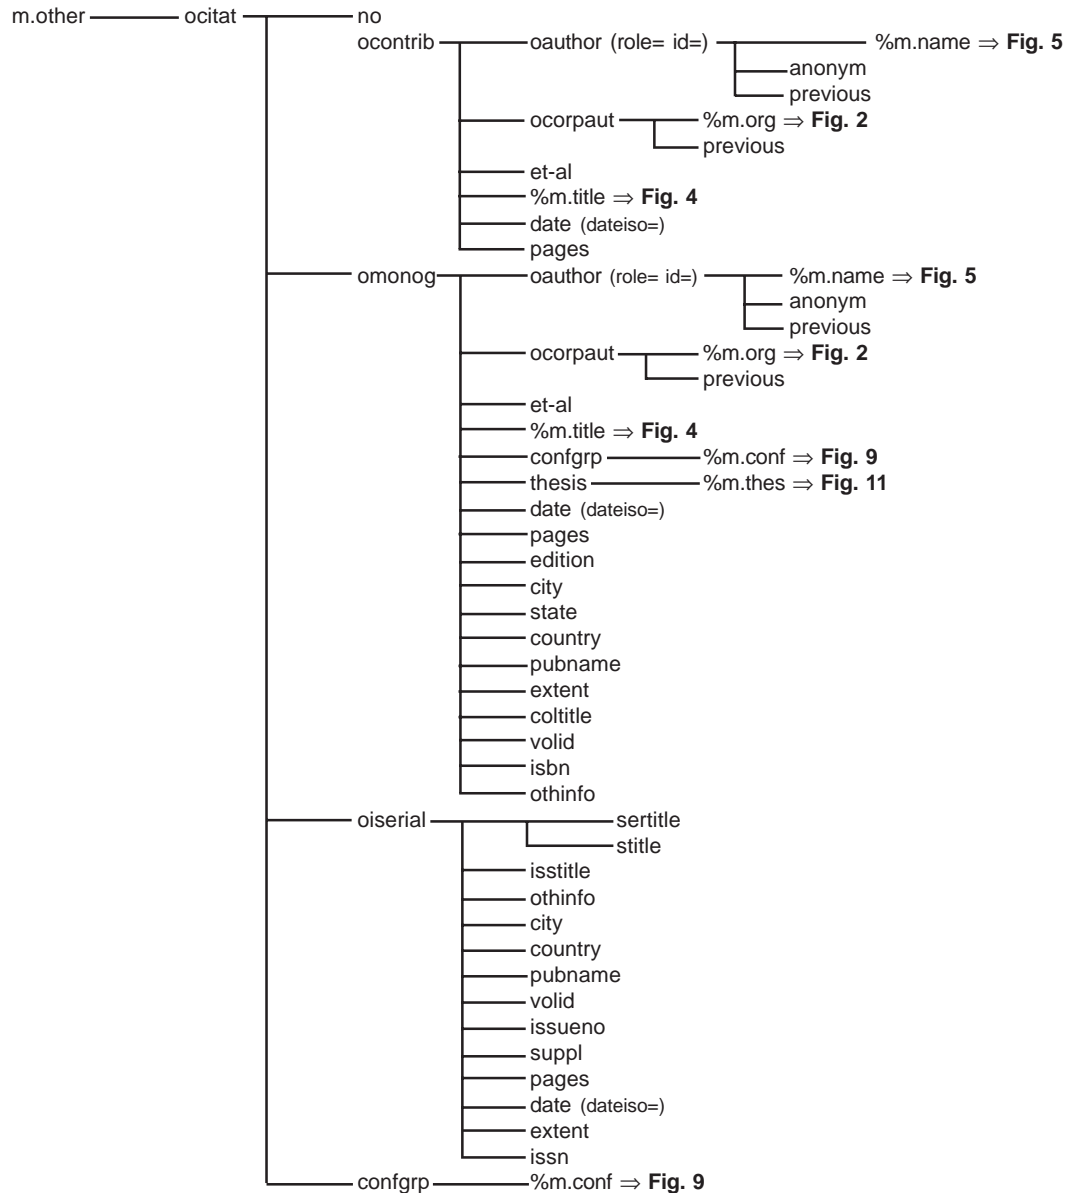 m.other ocitat no
ocontrib oauthor (role= id=) %m.name ⇒ Fig. 5
anonym
previous
ocorpaut %m.org ⇒ Fig. 2
previous
et-al
%m.title ⇒ Fig. 4
date (dateiso=)
pages
omonog oauthor (role= id=) %m.name ⇒ Fig. 5
anonym
previous
ocorpaut %m.org ⇒ Fig. 2
previous
et-al
%m.title ⇒ Fig. 4
confgrp %m.conf ⇒ Fig. 9
thesis %m.thes ⇒ Fig. 11
date (dateiso=)
pages
edition
city
state
country
pubname
extent
coltitle
volid
isbn
othinfo
oiserial sertitle
stitle
isstitle
othinfo
city
country
pubname
volid
issueno
suppl
pages
date (dateiso=)
extent
issn
confgrp %m.conf ⇒ Fig. 9